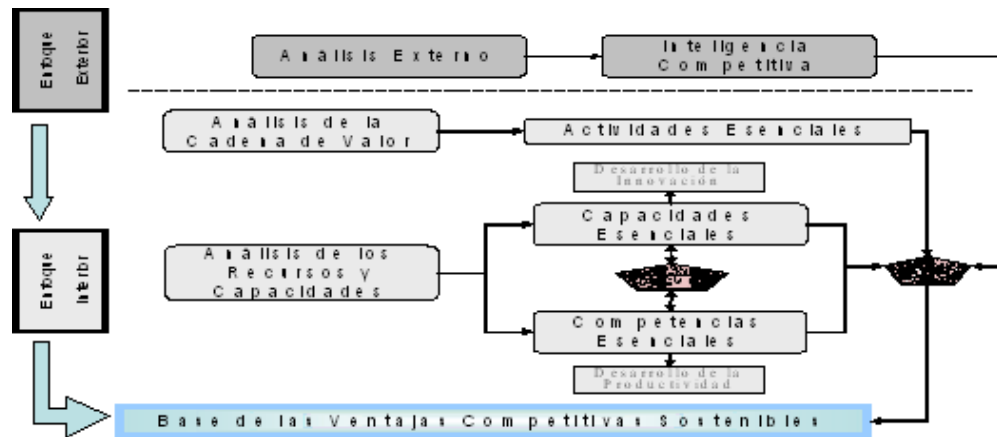 Enfoque
Exterior
Análisis Externo
Inteligencia
Competitiva
Análisis de la
Cadena de Valor
Actividades Esenciales
Desarrollo de la
Innovación
Capacidades
Esenciales
Enfoque
Interior
Análisis de los
Recursos y
Capacidades
Competencias
Esenciales
Desarrollo de la
Productividad
Base de las Ventajas Competitivas Sostenibles